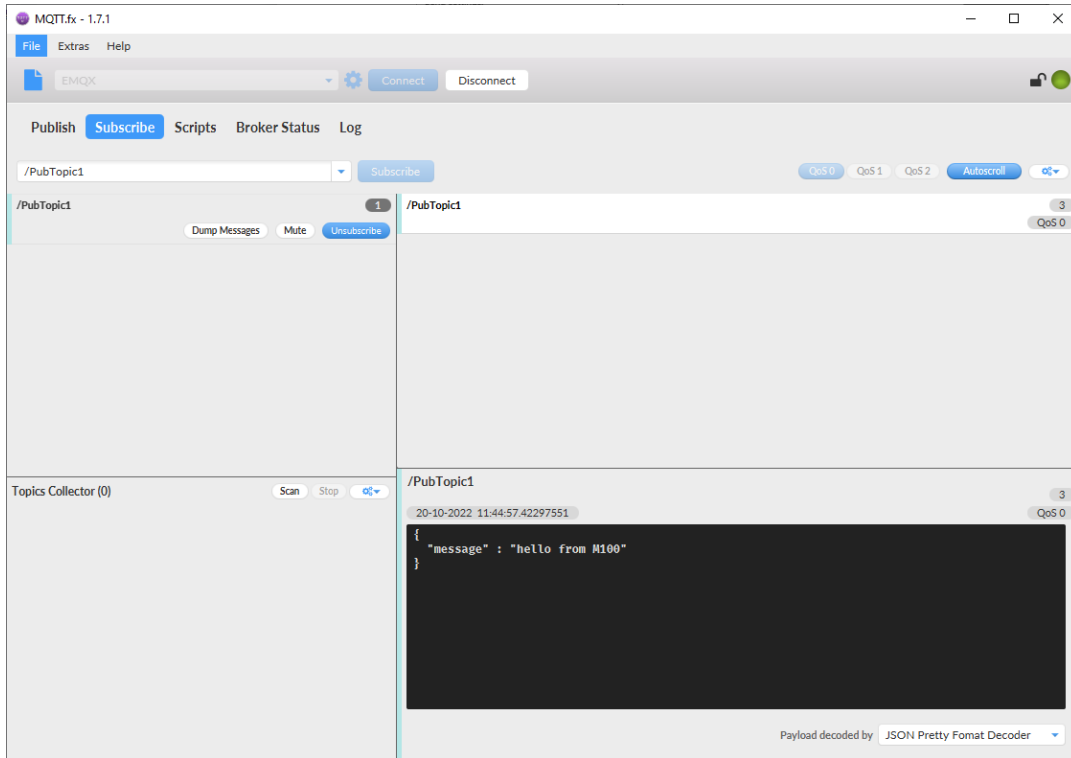 MQTT.fx - 1.7.1
File Extras Help
EMQX Connect Disconnect
Publish Subscribe Scripts Broker Status Log
/PubTopic1 Subscribe QoS 0 QoS 1 QoS 2 Autoscroll
/PubTopic1 1
Dump Messages Mute Unsubscribe
/PubTopic1 3
QoS 0
Topics Collector (0) Scan Stop
/PubTopic1
3
20-10-2022 11:44:57.42297551 QoS 0
{
"message" : "hello from M100"
}
Payload decoded by JSON Pretty Fomat Decoder